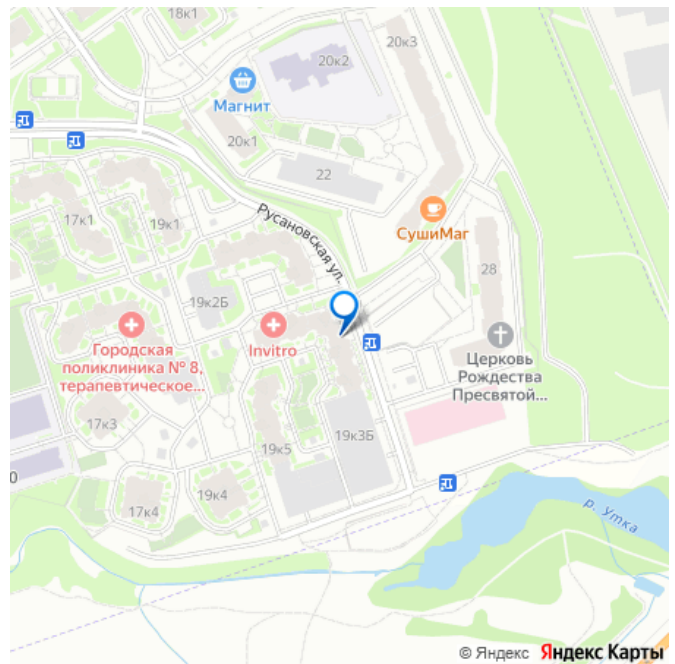 18к1
20к3
20к2
Магнит
20к1
22
17к1
19к1
Русановская ул.
СушиМаг
28
19к2Б
Invitro
Городская
поликлиника № 8,
терапевтическое...
Церковь
Рождества
Пресвятой...
17к3
19к5
19к3Б
0
19к4
17к4
р. Утка
© Яндекс Яндекс Карты